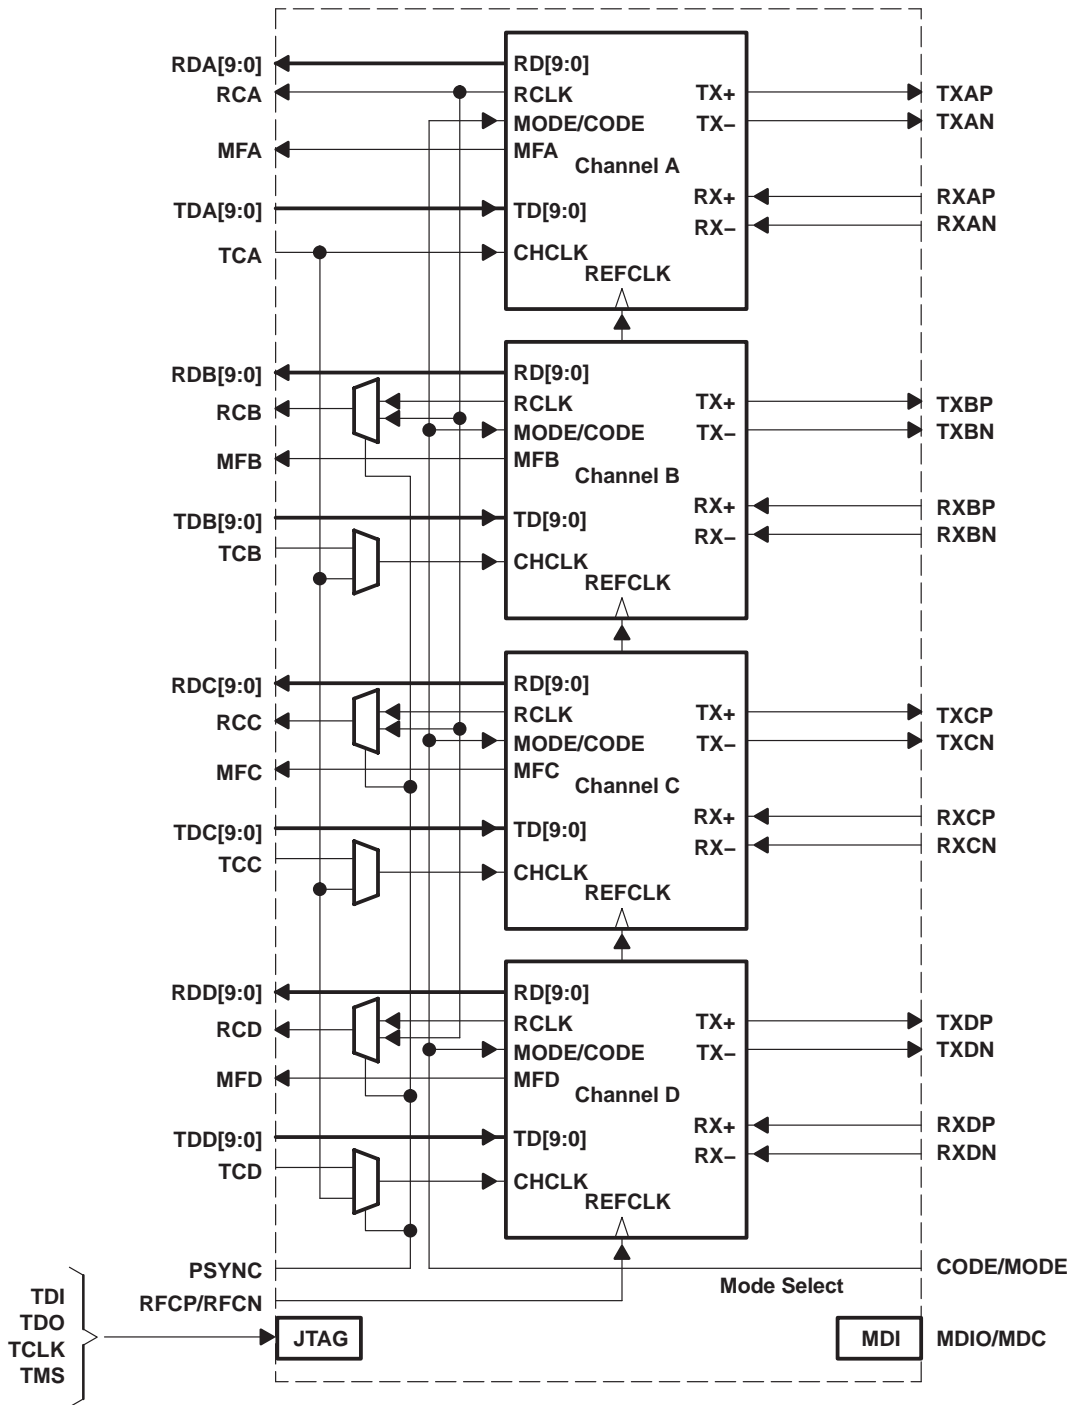 RDA[9:0]
RCA
MFA
TDA[9:0]
TCA
RD[9:0]
RCLK
MODE/CODE
MFA
Channel A
TD[9:0]
CHCLK
REFCLK
TX+
TX−
RX+
RX−
TXAP
TXAN
RXAP
RXAN
RDB[9:0]
RCB
MFB
TDB[9:0]
TCB
RD[9:0]
RCLK
MODE/CODE
MFB
Channel B
TD[9:0]
CHCLK
REFCLK
TX+
TX−
RX+
RX−
TXBP
TXBN
RXBP
RXBN
RDC[9:0]
RCC
MFC
TDC[9:0]
TCC
RD[9:0]
RCLK
MODE/CODE
MFC
Channel C
TD[9:0]
CHCLK
REFCLK
TX+
TX−
RX+
RX−
TXCP
TXCN
RXCP
RXCN
RDD[9:0]
RCD
MFD
TDD[9:0]
TCD
RD[9:0]
RCLK
MODE/CODE
MFD
Channel D
TD[9:0]
CHCLK
REFCLK
TX+
TX−
RX+
RX−
TXDP
TXDN
RXDP
RXDN
PSYNC
CODE/MODE
Mode Select
RFCP/RFCN
TDI
TDO
TCLK
TMS
JTAG
MDI
MDIO/MDC